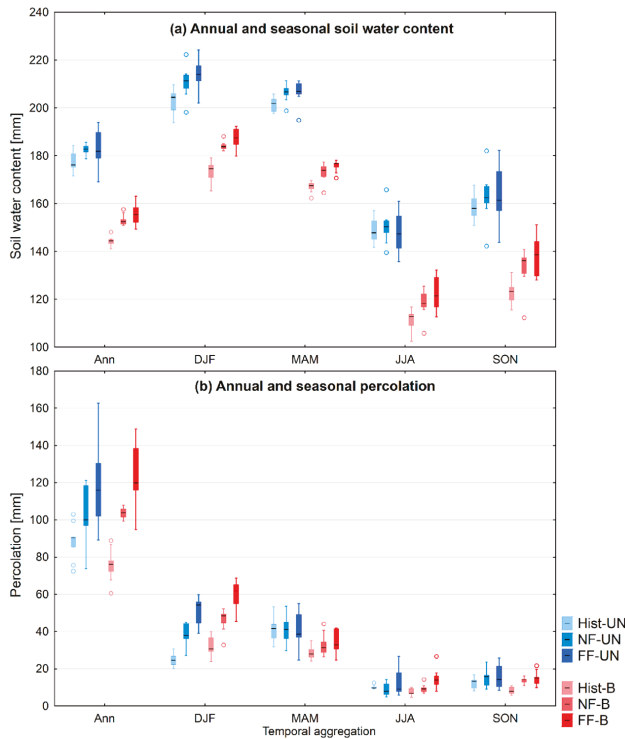 (a) Annual and seasonal soil water content
Soil water content [mm]
240
220
200
180
160
140
120
100
Ann DJF MAM JJA SON
(b) Annual and seasonal percolation
Percolation [mm]
180
160
140
120
100
80
60
40
20
0
Ann DJF MAM JJA SON
Temporal aggregation
Hist-UN
NF-UN
FF-UN
Hist-B
NF-B
FF-B